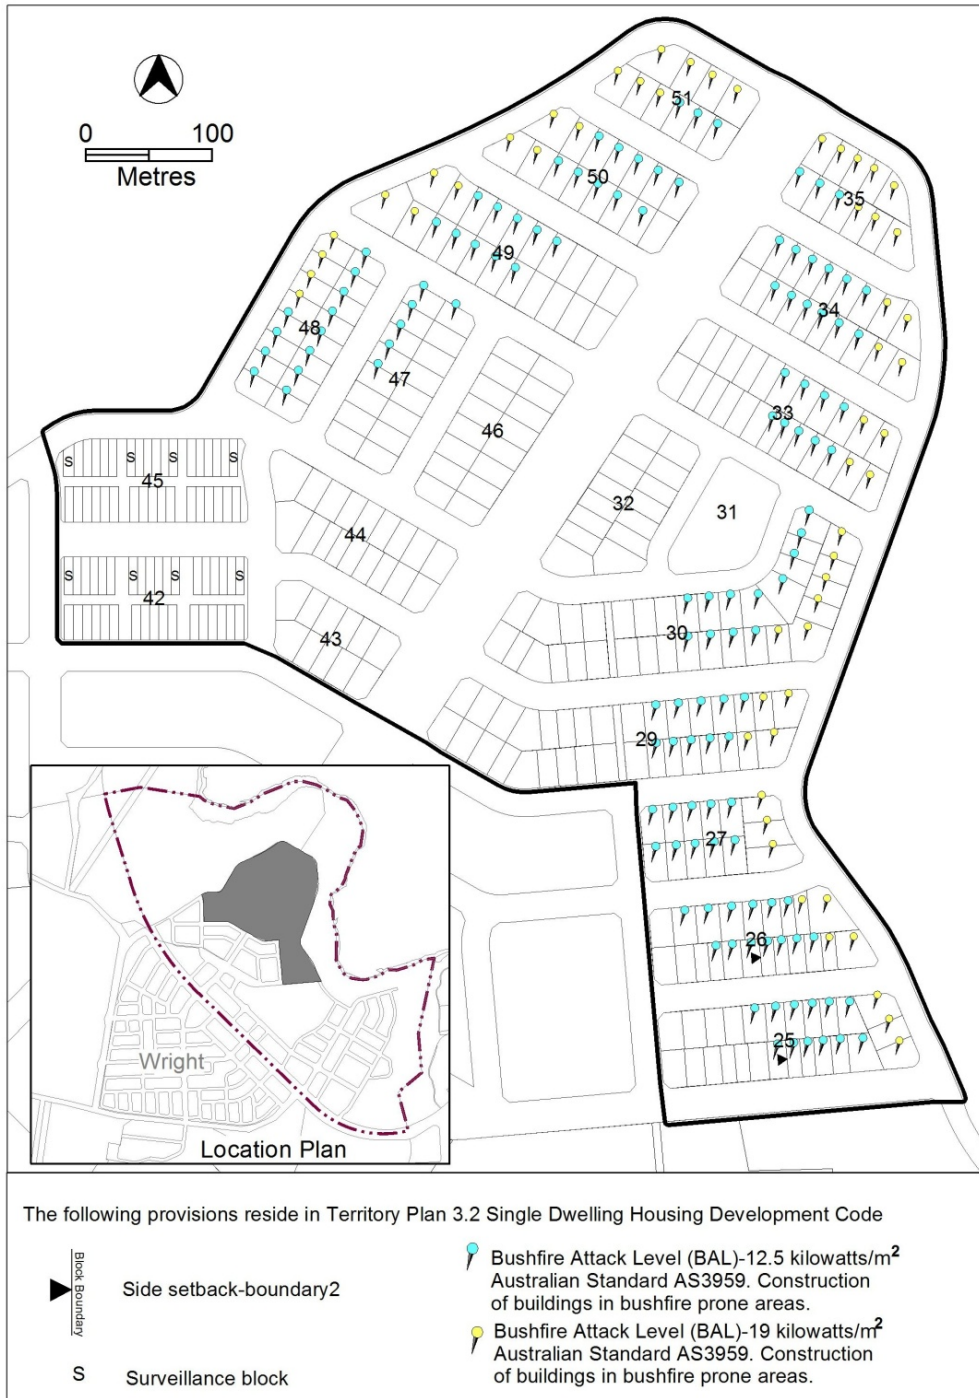 0 100
Metres
51
50
35
49
34
48
47
33
46
45
S S S S
32
31
44
42
S S S S
43
30
29
27
26
25
Wright
Location Plan
The following provisions reside in Territory Plan 3.2 Single Dwelling Housing Development Code
Block Boundary
Side setback-boundary2
S Surveillance block
Bushfire Attack Level (BAL)-12.5 kilowatts/m²
Australian Standard AS3959. Construction
of buildings in bushfire prone areas.
Bushfire Attack Level (BAL)-19 kilowatts/m²
Australian Standard AS3959. Construction
of buildings in bushfire prone areas.